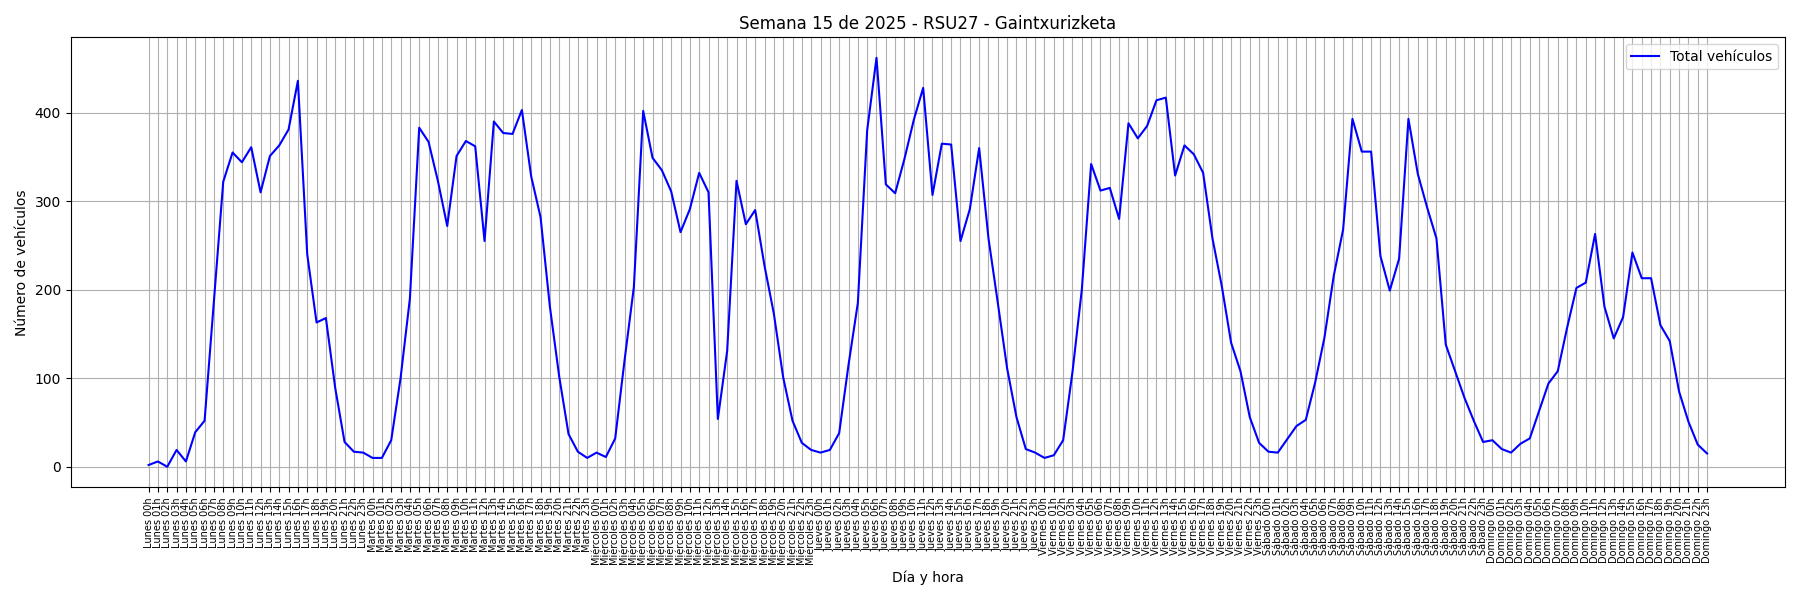 Semana 15 de 2025 - RSU27 - Gaintxurizketa
Total vehículos
Número de vehículos
400
300
200
100
0
Lunes 00h
Lunes 01h
Lunes 02h
Lunes 03h
Lunes 04h
Lunes 05h
Lunes 06h
Lunes 07h
Lunes 08h
Lunes 09h
Lunes 10h
Lunes 11h
Lunes 12h
Lunes 13h
Lunes 14h
Lunes 15h
Lunes 16h
Lunes 17h
Lunes 18h
Lunes 19h
Lunes 20h
Lunes 21h
Lunes 22h
Lunes 23h
Martes 00h
Martes 01h
Martes 02h
Martes 03h
Martes 04h
Martes 05h
Martes 06h
Martes 07h
Martes 08h
Martes 09h
Martes 10h
Martes 11h
Martes 12h
Martes 13h
Martes 14h
Martes 15h
Martes 16h
Martes 17h
Martes 18h
Martes 19h
Martes 20h
Martes 21h
Martes 22h
Martes 23h
Miércoles 00h
Miércoles 01h
Miércoles 02h
Miércoles 03h
Miércoles 04h
Miércoles 05h
Miércoles 06h
Miércoles 07h
Miércoles 08h
Miércoles 09h
Miércoles 10h
Miércoles 11h
Miércoles 12h
Miércoles 13h
Miércoles 14h
Miércoles 15h
Miércoles 16h
Miércoles 17h
Miércoles 18h
Miércoles 19h
Miércoles 20h
Miércoles 21h
Miércoles 22h
Miércoles 23h
Jueves 00h
Jueves 01h
Jueves 02h
Jueves 03h
Jueves 04h
Jueves 05h
Jueves 06h
Jueves 07h
Jueves 08h
Jueves 09h
Jueves 10h
Jueves 11h
Jueves 12h
Jueves 13h
Jueves 14h
Jueves 15h
Jueves 16h
Jueves 17h
Jueves 18h
Jueves 19h
Jueves 20h
Jueves 21h
Jueves 22h
Jueves 23h
Viernes 00h
Viernes 01h
Viernes 02h
Viernes 03h
Viernes 04h
Viernes 05h
Viernes 06h
Viernes 07h
Viernes 08h
Viernes 09h
Viernes 10h
Viernes 11h
Viernes 12h
Viernes 13h
Viernes 14h
Viernes 15h
Viernes 16h
Viernes 17h
Viernes 18h
Viernes 19h
Viernes 20h
Viernes 21h
Viernes 22h
Viernes 23h
Sábado 00h
Sábado 01h
Sábado 02h
Sábado 03h
Sábado 04h
Sábado 05h
Sábado 06h
Sábado 07h
Sábado 08h
Sábado 09h
Sábado 10h
Sábado 11h
Sábado 12h
Sábado 13h
Sábado 14h
Sábado 15h
Sábado 16h
Sábado 17h
Sábado 18h
Sábado 19h
Sábado 20h
Sábado 21h
Sábado 22h
Sábado 23h
Domingo 00h
Domingo 01h
Domingo 02h
Domingo 03h
Domingo 04h
Domingo 05h
Domingo 06h
Domingo 07h
Domingo 08h
Domingo 09h
Domingo 10h
Domingo 11h
Domingo 12h
Domingo 13h
Domingo 14h
Domingo 15h
Domingo 16h
Domingo 17h
Domingo 18h
Domingo 19h
Domingo 20h
Domingo 21h
Domingo 22h
Domingo 23h
Día y hora